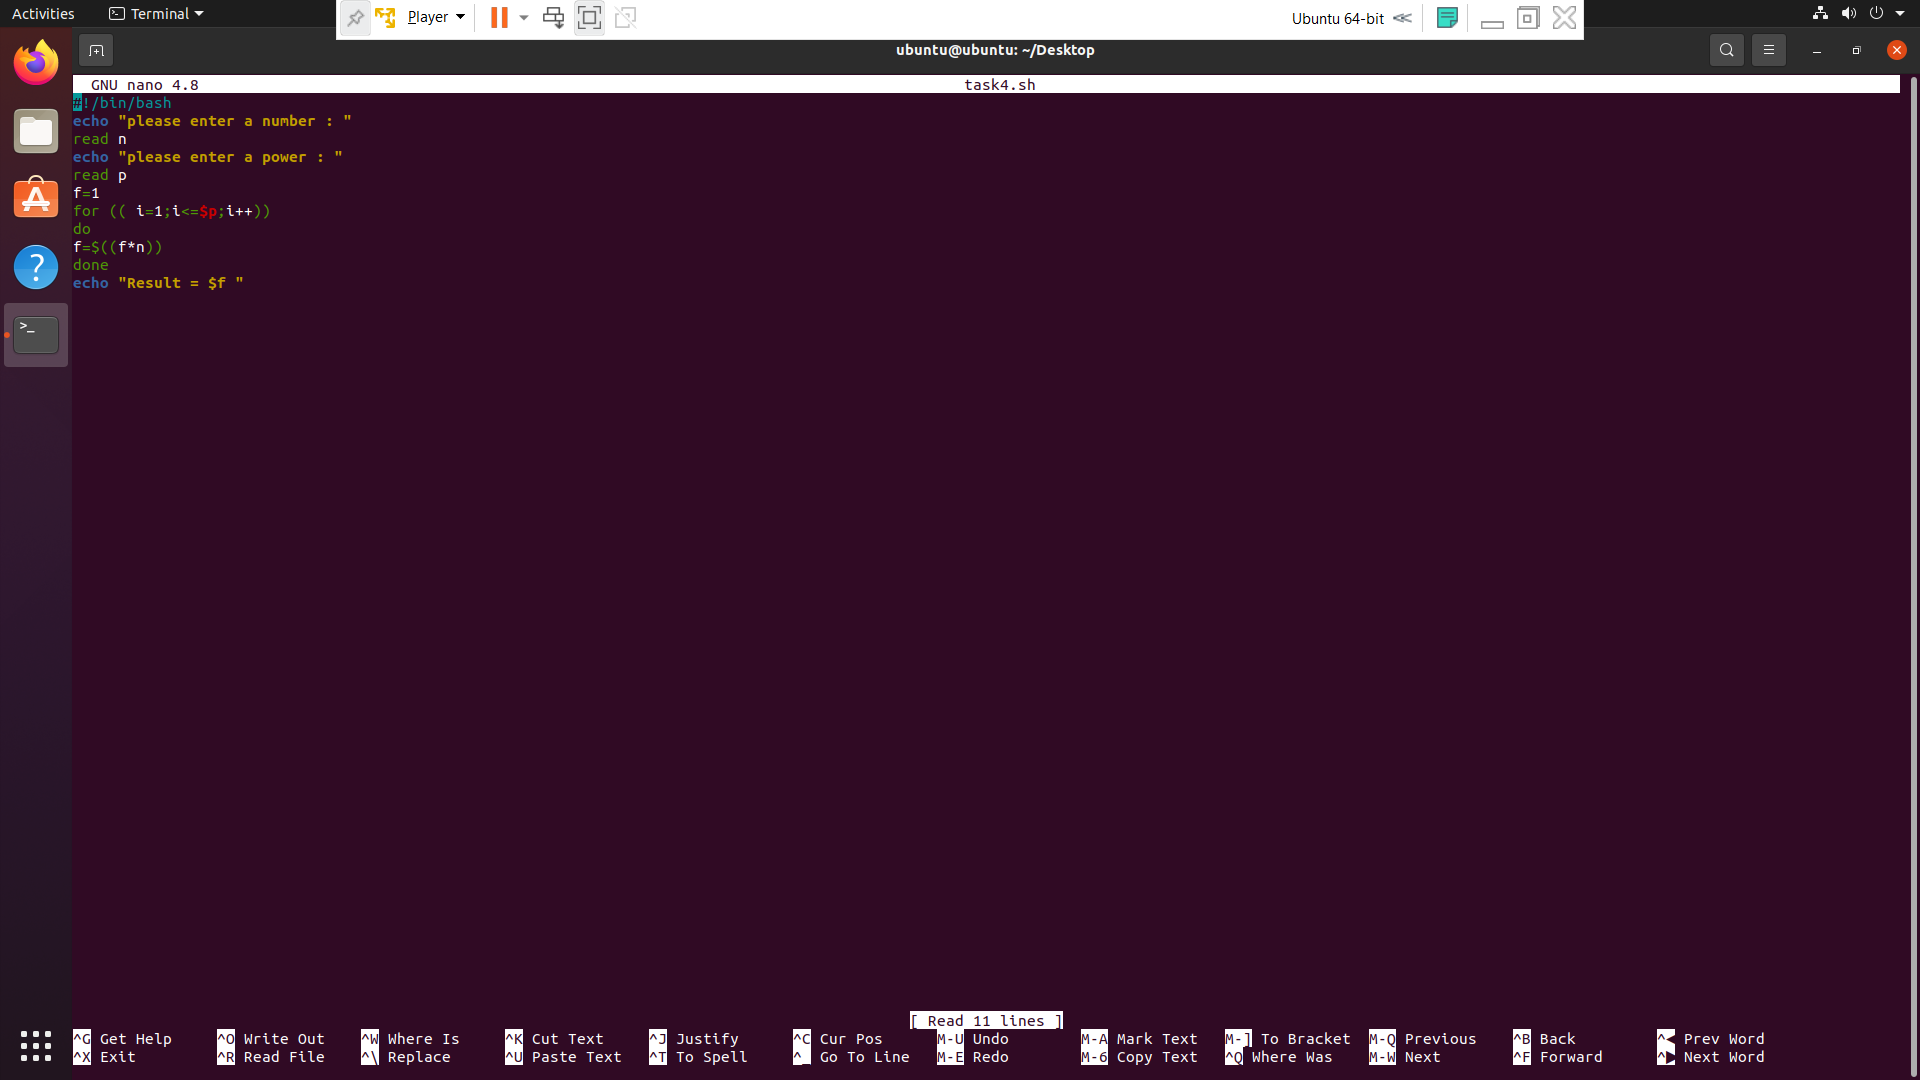 Activities Terminal Player Ubuntu 64-bit
ubuntu@ubuntu: ~/Desktop
GNU nano 4.8 task4.sh
#!/bin/bash
echo "please enter a number : "
read n
echo "please enter a power : "
read p
f=1
for (( i=1;i<=$p;i++))
do
f=$((f*n))
done
echo "Result = $f "
[ Read 11 lines ]
^G Get Help ^O Write Out ^W Where Is ^K Cut Text ^J Justify ^C Cur Pos M-U Undo M-A Mark Text M-] To Bracket M-Q Previous ^B Back ^◀ Prev Word
^X Exit ^R Read File ^\ Replace ^U Paste Text ^T To Spell ^_ Go To Line M-E Redo M-6 Copy Text ^Q Where Was M-W Next ^F Forward ^▶ Next Word